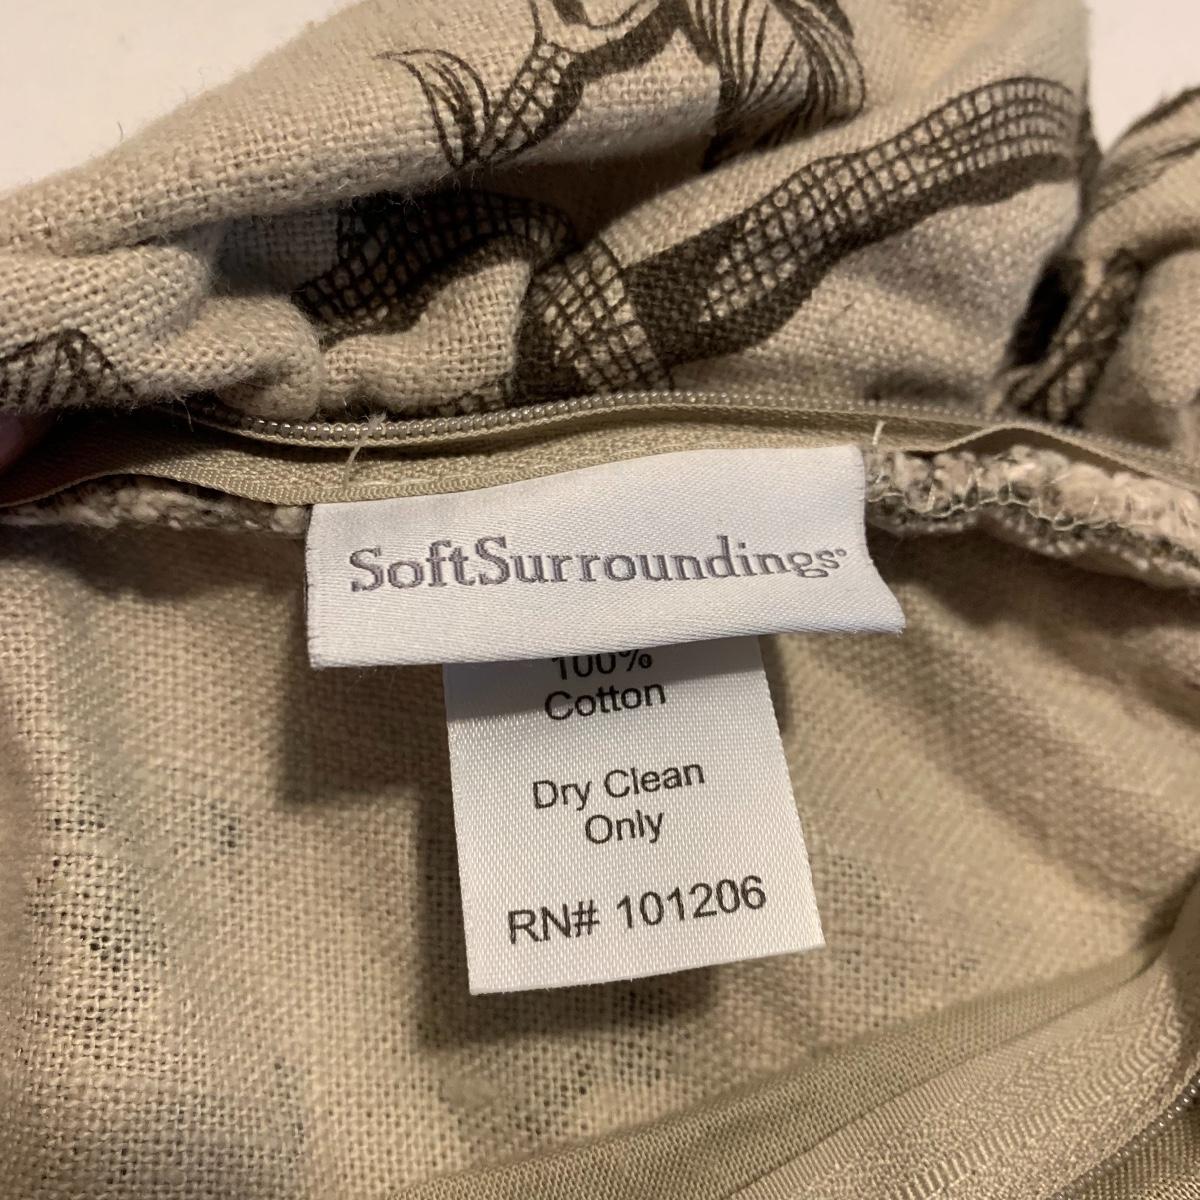 SoftSurroundings®
100%
Cotton
Dry Clean
Only
RN# 101206